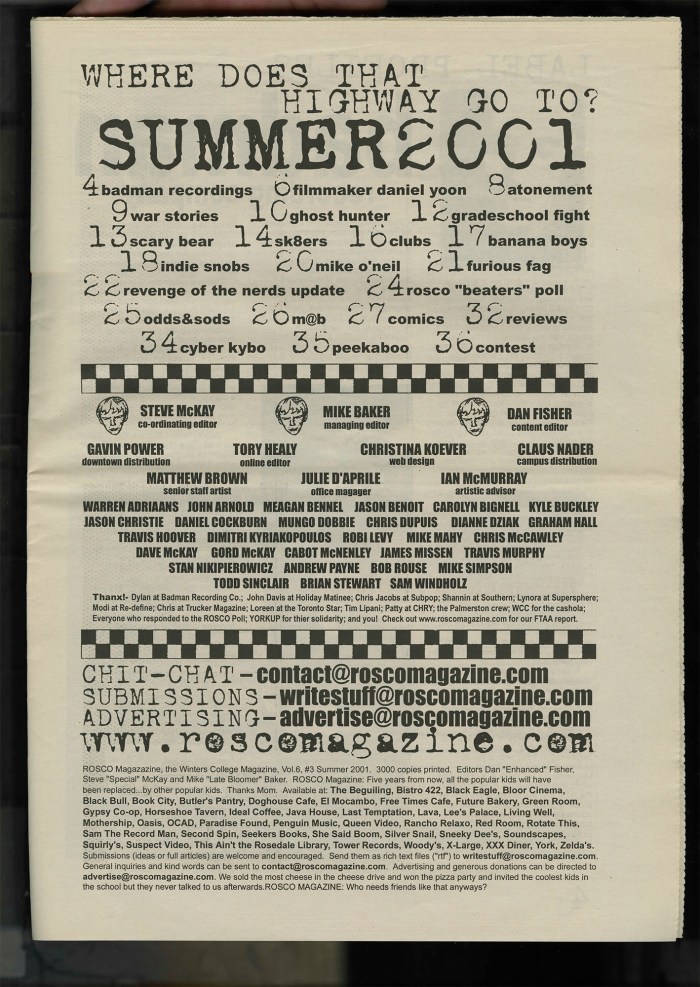 WHERE DOES THAT
HIGHWAY GO TO?
SUMMER2001
4badman recordings 6filmmaker daniel yoon 8atonement
9war stories 10ghost hunter 12gradeschool fight
13scary bear 14sk8ers 16clubs 17banana boys
18indie snobs 20mike o'neil 21furious fag
22revenge of the nerds update 24rosco "beaters" poll
25odds&sods 26m@b 27comics 32reviews
34cyber kybo 35peekaboo 36contest
STEVE McKAY MIKE BAKER DAN FISHER
co-ordinating editor managing editor content editor
GAVIN POWER TORY HEALY CHRISTINA KOEVER CLAUS NADER
downtown distribution online editor web design campus distribution
MATTHEW BROWN JULIE D'APRILE IAN McMURRAY
senior staff artist office magager artistic advisor
WARREN ADRIAANS JOHN ARNOLD MEAGAN BENNEL JASON BENOIT CAROLYN BIGNELL KYLE BUCKLEY
JASON CHRISTIE DANIEL COCKBURN MUNGO DOBBIE CHRIS DUPUIS DIANNE DZIAK GRAHAM HALL
TRAVIS HOOVER DIMITRI KYRIAKOPOULOS ROBI LEVY MIKE MAHY CHRIS McCAWLEY
DAVE McKAY GORD McKAY CABOT McNENLEY JAMES MISSEN TRAVIS MURPHY
STAN NIKIPIEROWICZ ANDREW PAYNE BOB ROUSE MIKE SIMPSON
TODD SINCLAIR BRIAN STEWART SAM WINDHOLZ
Thanx!- Dylan at Badman Recording Co.; John Davis at Holiday Matinee; Chris Jacobs at Subpop; Shannin at Southern; Lynora at Supersphere;
Modi at Re-define; Chris at Trucker Magazine; Loreen at the Toronto Star; Tim Lipani; Patty at CHRY; the Palmerston crew; WCC for the cashola;
Everyone who responded to the ROSCO Poll; YORKUP for thier solidarity; and you! Check out www.roscomagazine.com for our FTAA report.
CHIT-CHAT-contact@roscomagazine.com
SUBMISSIONS-writestuff@roscomagazine.com
ADVERTISING-advertise@roscomagazine.com
www.roscomagazine.com
ROSCO Magazazine, the Winters College Magazine, Vol.6, #3 Summer 2001. 3000 copies printed. Editors Dan "Enhanced" Fisher,
Steve "Special" McKay and Mike "Late Bloomer" Baker. ROSCO Magazine: Five years from now, all the popular kids will have
been replaced...by other popular kids. Thanks Mom. Available at: The Beguiling, Bistro 422, Black Eagle, Bloor Cinema,
Black Bull, Book City, Butler's Pantry, Doghouse Cafe, El Mocambo, Free Times Cafe, Future Bakery, Green Room,
Gypsy Co-op, Horseshoe Tavern, Ideal Coffee, Java House, Last Temptation, Lava, Lee's Palace, Living Well,
Mothership, Oasis, OCAD, Paradise Found, Penguin Music, Queen Video, Rancho Relaxo, Red Room, Rotate This,
Sam The Record Man, Second Spin, Seekers Books, She Said Boom, Silver Snail, Sneeky Dee's, Soundscapes,
Squirly's, Suspect Video, This Ain't the Rosedale Library, Tower Records, Woody's, X-Large, XXX Diner, York, Zelda's.
Submissions (ideas or full articles) are welcome and encouraged. Send them as rich text files ("rtf") to writestuff@roscomagazine.com.
General inquiries and kind words can be sent to contact@roscomagazine.com. Advertising and generous donations can be directed to
advertise@roscomagazine.com. We sold the most cheese in the cheese drive and won the pizza party and invited the coolest kids in
the school but they never talked to us afterwards.ROSCO MAGAZINE: Who needs friends like that anyways?